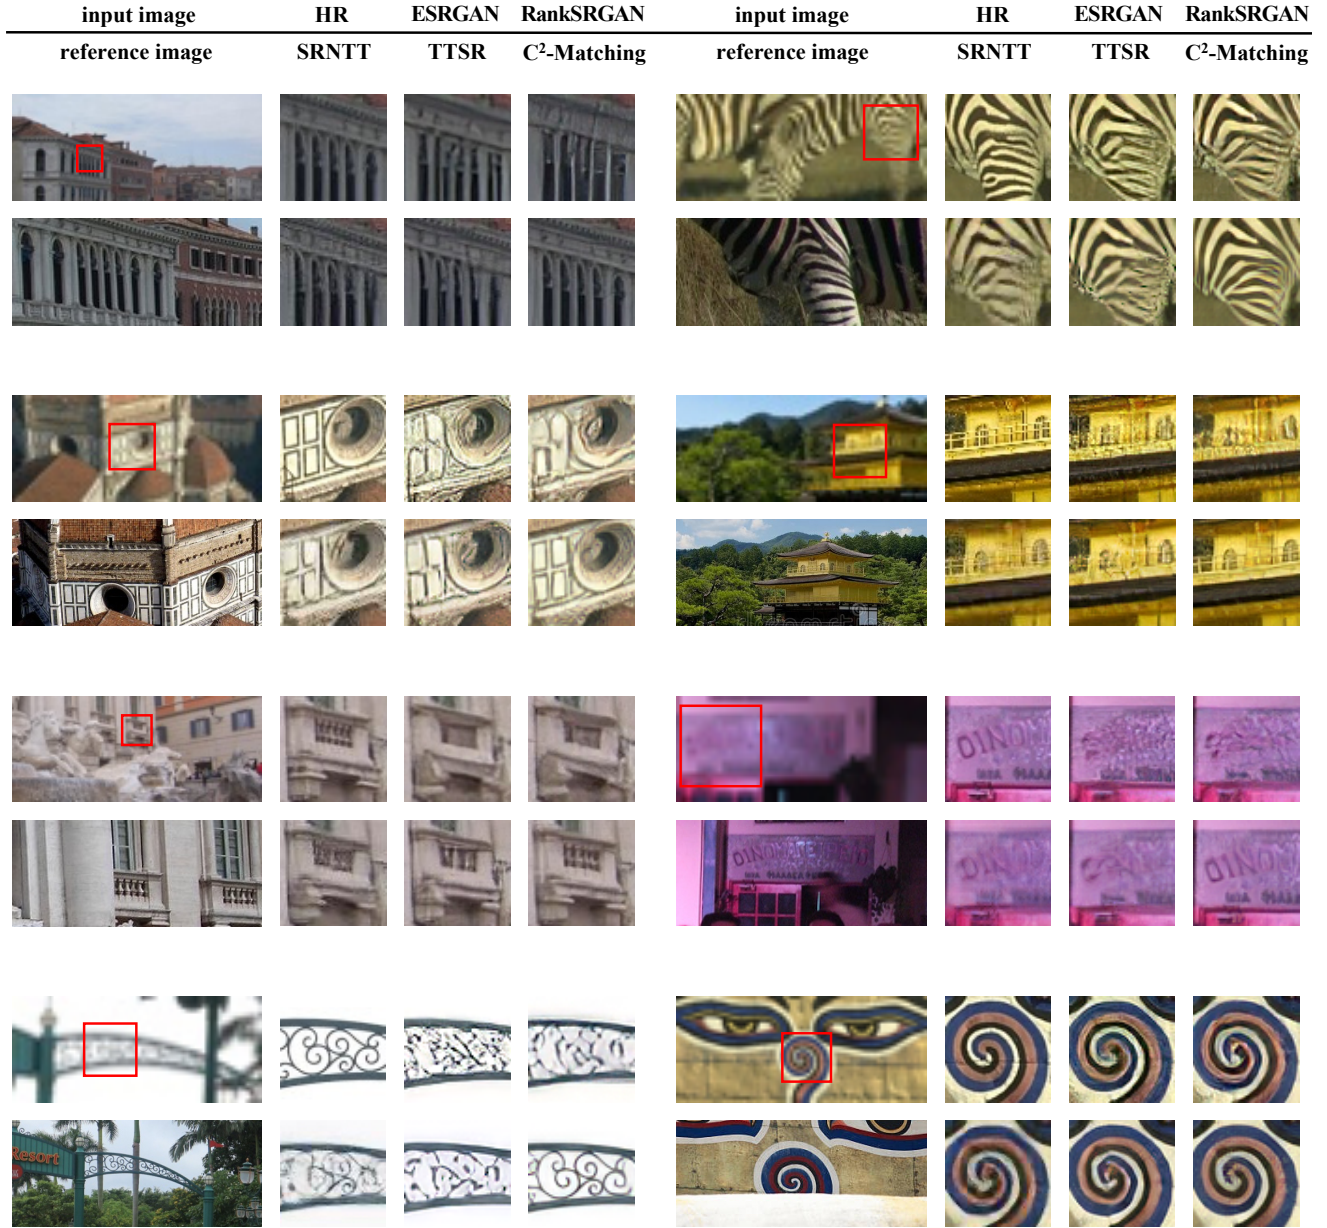 input image HR ESRGAN RankSRGAN input image HR ESRGAN RankSRGAN
reference image SRNTT TTSR C²-Matching reference image SRNTT TTSR C²-Matching
Resort